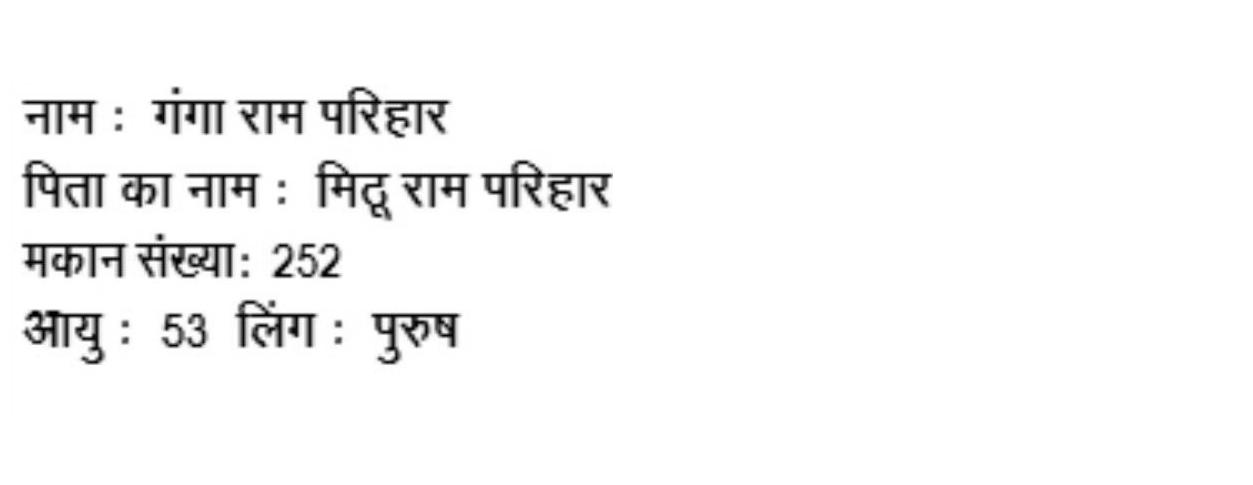 नाम : गंगा राम परिहार
पिता का नाम : मिठू राम परिहार
मकान संख्या: 252
आयु : 53 लिंग : पुरुष